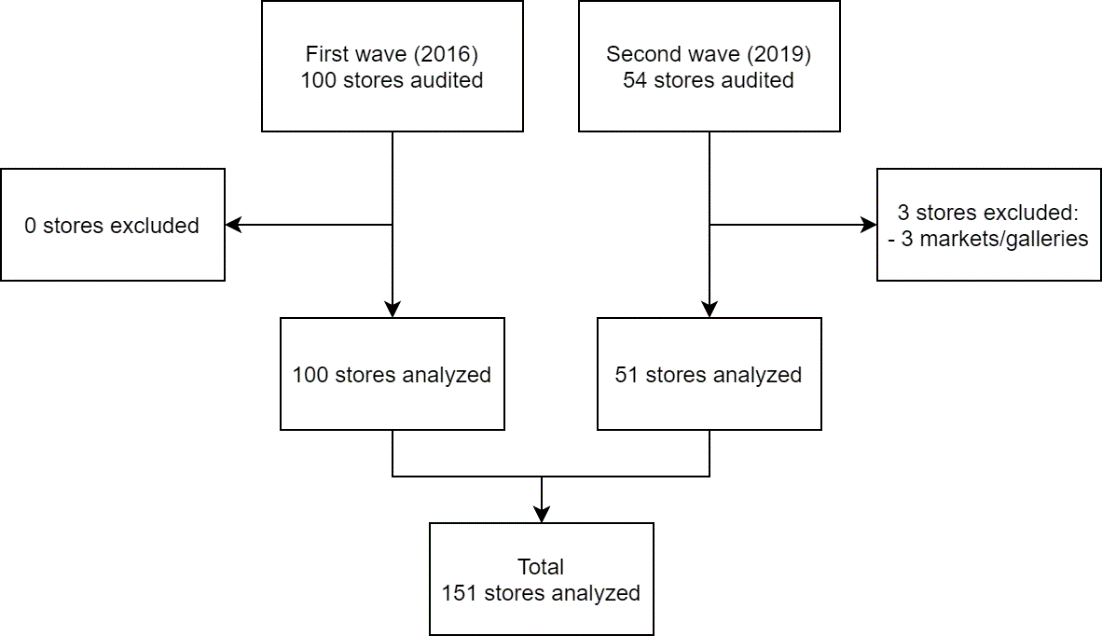 First wave (2016)
100 stores audited
Second wave (2019)
54 stores audited
0 stores excluded
3 stores excluded:
- 3 markets/galleries
100 stores analyzed
51 stores analyzed
Total
151 stores analyzed